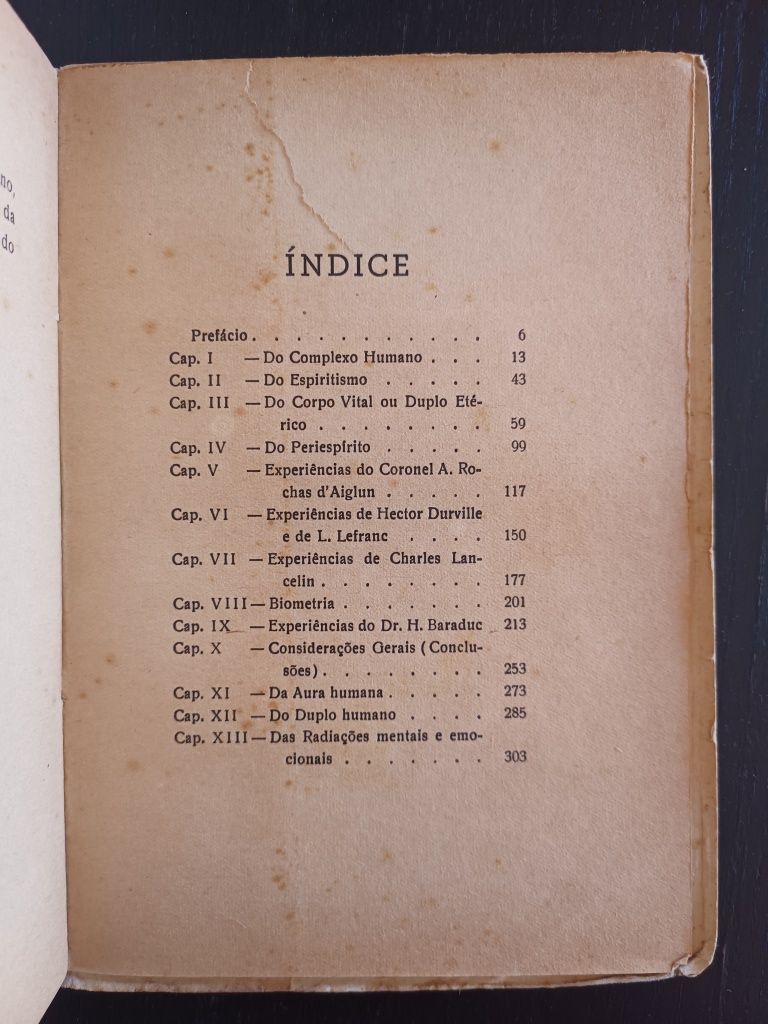 no,
da
do
ÍNDICE
Prefácio . . . . . . . . . . . 6
Cap. I — Do Complexo Humano . . . 13
Cap. II — Do Espiritismo . . . . . 43
Cap. III — Do Corpo Vital ou Duplo Eté-
rico . . . . . . . . 59
Cap. IV — Do Periespírito . . . . . 99
Cap. V — Experiências do Coronel A. Ro-
chas d'Aiglun . . . . . 117
Cap. VI — Experiências de Hector Durville
e de L. Lefranc . . . . 150
Cap. VII — Experiências de Charles Lan-
celin . . . . . . . . 177
Cap. VIII — Biometria . . . . . . . 201
Cap. IX — Experiências do Dr. H. Baraduc 213
Cap. X — Considerações Gerais (Conclu-
sões) . . . . . . . . 253
Cap. XI — Da Aura humana . . . . . 273
Cap. XII — Do Duplo humano . . . . 285
Cap. XIII — Das Radiações mentais e emo-
cionais . . . . . . . 303